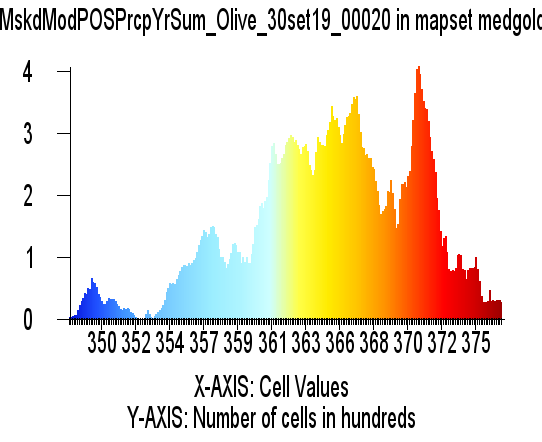 MskdModPOSPrcpYrSum_Olive_30set19_00020 in mapset medgold
4
3
2
1
0
350 352 354 357 359 361 363 366 368 370 372 375
X-AXIS: Cell Values
Y-AXIS: Number of cells in hundreds